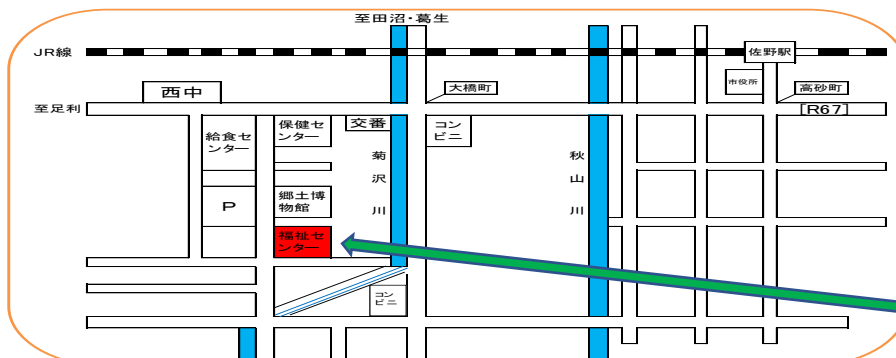 至田沼･葛生
JR線
佐野駅
西中
大橋町
市役所
高砂町
至足利
[R67]
給食セ
ンター
保健セ
ンター
交番
コン
ビニ
菊沢川
秋山川
P
郷土博
物館
福祉セ
ンター
コン
ビニ